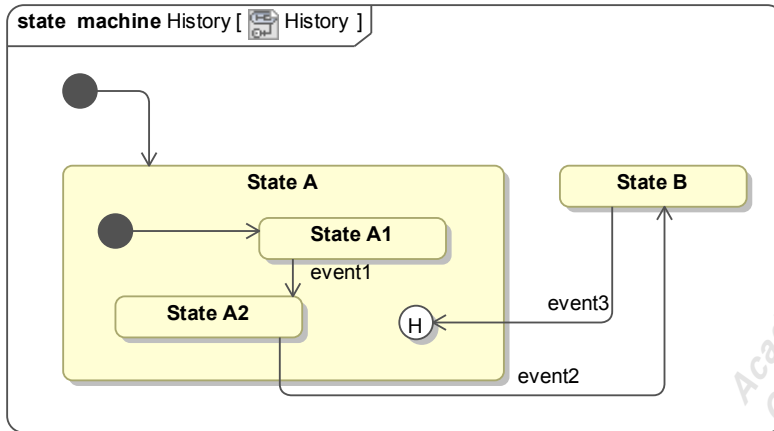 state machine History [ History ]
State A
State B
State A1
event1
State A2
H
event3
event2